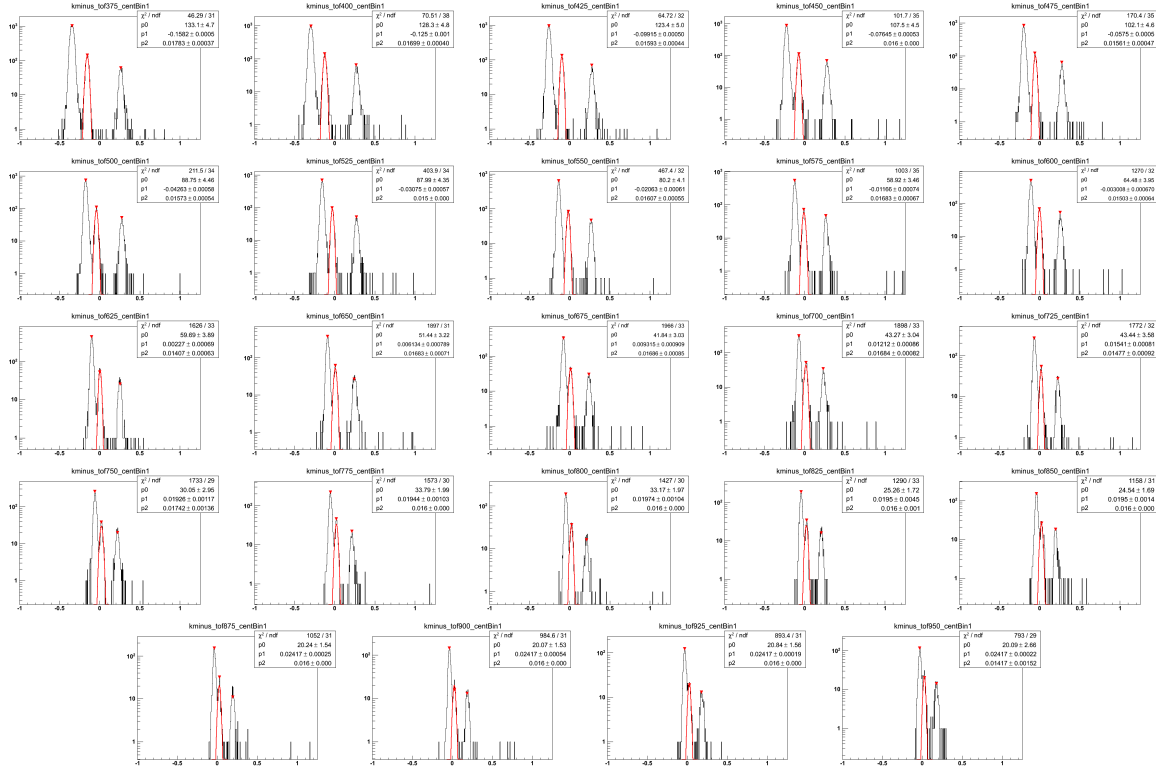 kminus_tof375_centBin1
χ² / ndf 46.29 / 31
p0 133.1 ± 4.7
p1 -0.1582 ± 0.0005
p2 0.01783 ± 0.00037
kminus_tof400_centBin1
χ² / ndf 70.51 / 38
p0 128.3 ± 4.8
p1 -0.125 ± 0.001
p2 0.01699 ± 0.00040
kminus_tof425_centBin1
χ² / ndf 64.72 / 32
p0 123.4 ± 5.0
p1 -0.09915 ± 0.00050
p2 0.01593 ± 0.00044
kminus_tof450_centBin1
χ² / ndf 101.7 / 35
p0 107.5 ± 4.5
p1 -0.07645 ± 0.00053
p2 0.016 ± 0.000
kminus_tof475_centBin1
χ² / ndf 170.4 / 35
p0 102.1 ± 4.6
p1 -0.0575 ± 0.0005
p2 0.01561 ± 0.00047
kminus_tof500_centBin1
χ² / ndf 211.5 / 34
p0 88.75 ± 4.46
p1 -0.04263 ± 0.00058
p2 0.01573 ± 0.00054
kminus_tof525_centBin1
χ² / ndf 403.9 / 34
p0 87.99 ± 4.35
p1 -0.03075 ± 0.00057
p2 0.015 ± 0.000
kminus_tof550_centBin1
χ² / ndf 467.4 / 32
p0 80.2 ± 4.1
p1 -0.02063 ± 0.00061
p2 0.01607 ± 0.00055
kminus_tof575_centBin1
χ² / ndf 1003 / 35
p0 58.92 ± 3.46
p1 -0.01166 ± 0.00074
p2 0.01683 ± 0.00067
kminus_tof600_centBin1
χ² / ndf 1270 / 32
p0 64.48 ± 3.95
p1 -0.003008 ± 0.000670
p2 0.01503 ± 0.00064
kminus_tof625_centBin1
χ² / ndf 1626 / 33
p0 59.69 ± 3.89
p1 0.00227 ± 0.00069
p2 0.01407 ± 0.00063
kminus_tof650_centBin1
χ² / ndf 1897 / 31
p0 51.44 ± 3.22
p1 0.006134 ± 0.000789
p2 0.01683 ± 0.00071
kminus_tof675_centBin1
χ² / ndf 1966 / 33
p0 41.84 ± 3.03
p1 0.009315 ± 0.000909
p2 0.01686 ± 0.00085
kminus_tof700_centBin1
χ² / ndf 1898 / 33
p0 43.27 ± 3.04
p1 0.01212 ± 0.00086
p2 0.01684 ± 0.00082
kminus_tof725_centBin1
χ² / ndf 1772 / 32
p0 43.44 ± 3.58
p1 0.01541 ± 0.00081
p2 0.01477 ± 0.00092
kminus_tof750_centBin1
χ² / ndf 1733 / 29
p0 30.05 ± 2.95
p1 0.01926 ± 0.00117
p2 0.01742 ± 0.00136
kminus_tof775_centBin1
χ² / ndf 1573 / 30
p0 33.79 ± 1.99
p1 0.01944 ± 0.00103
p2 0.016 ± 0.000
kminus_tof800_centBin1
χ² / ndf 1427 / 30
p0 33.17 ± 1.97
p1 0.01974 ± 0.00104
p2 0.016 ± 0.000
kminus_tof825_centBin1
χ² / ndf 1290 / 33
p0 25.26 ± 1.72
p1 0.0195 ± 0.0045
p2 0.016 ± 0.001
kminus_tof850_centBin1
χ² / ndf 1158 / 31
p0 24.54 ± 1.69
p1 0.0195 ± 0.0014
p2 0.016 ± 0.000
kminus_tof875_centBin1
χ² / ndf 1052 / 31
p0 20.24 ± 1.54
p1 0.02417 ± 0.00025
p2 0.016 ± 0.000
kminus_tof900_centBin1
χ² / ndf 984.6 / 31
p0 20.07 ± 1.53
p1 0.02417 ± 0.00054
p2 0.016 ± 0.000
kminus_tof925_centBin1
χ² / ndf 893.4 / 31
p0 20.84 ± 1.56
p1 0.02417 ± 0.00019
p2 0.016 ± 0.000
kminus_tof950_centBin1
χ² / ndf 793 / 29
p0 20.09 ± 2.66
p1 0.02417 ± 0.00022
p2 0.01417 ± 0.00152